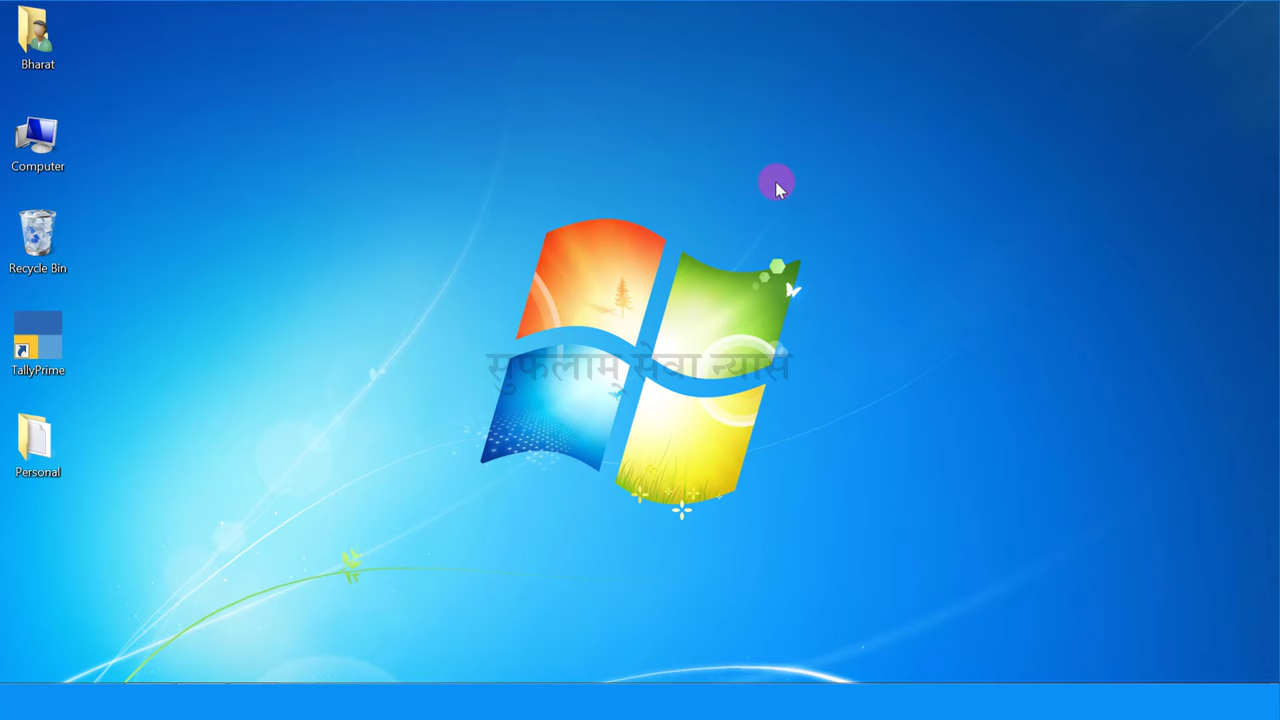 Bharat
Computer
Recycle Bin
TallyPrime
Personal
सुफलाम् सेवा न्यास